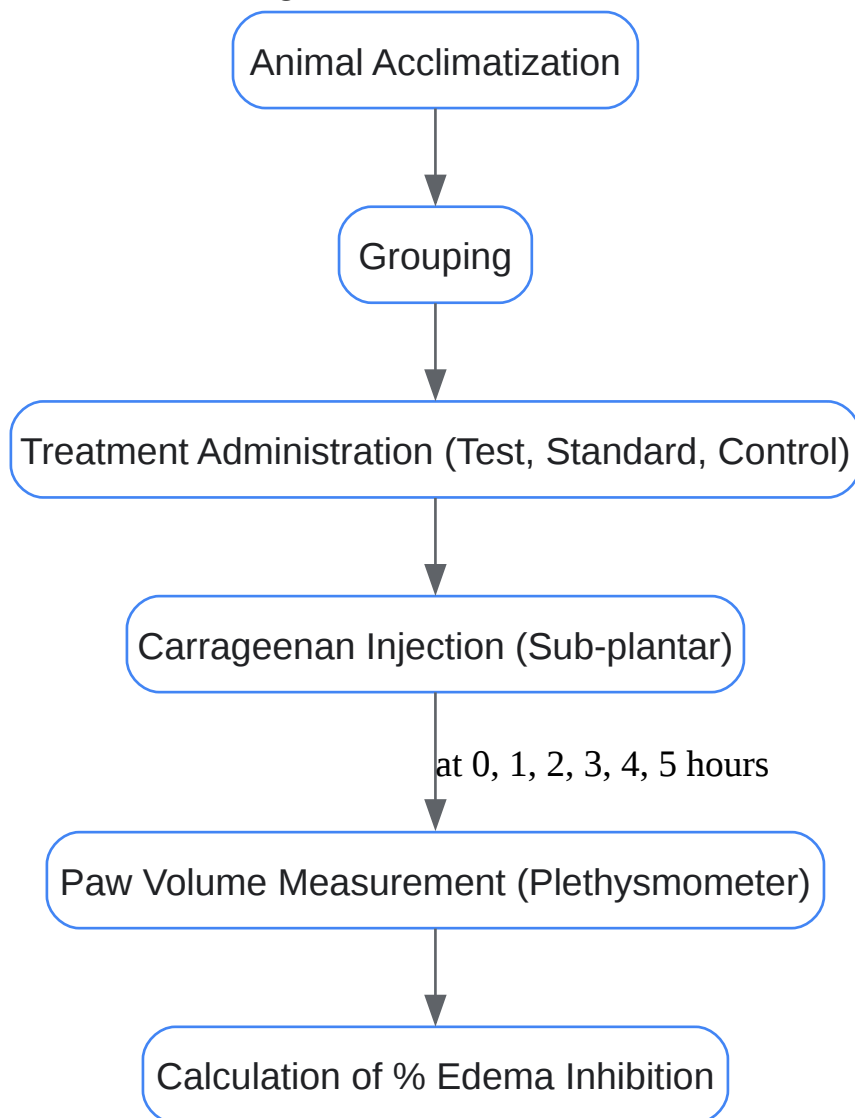 Animal Acclimatization
Grouping
Treatment Administration (Test, Standard, Control)
Carrageenan Injection (Sub-plantar)
at 0, 1, 2, 3, 4, 5 hours
Paw Volume Measurement (Plethysmometer)
Calculation of % Edema Inhibition